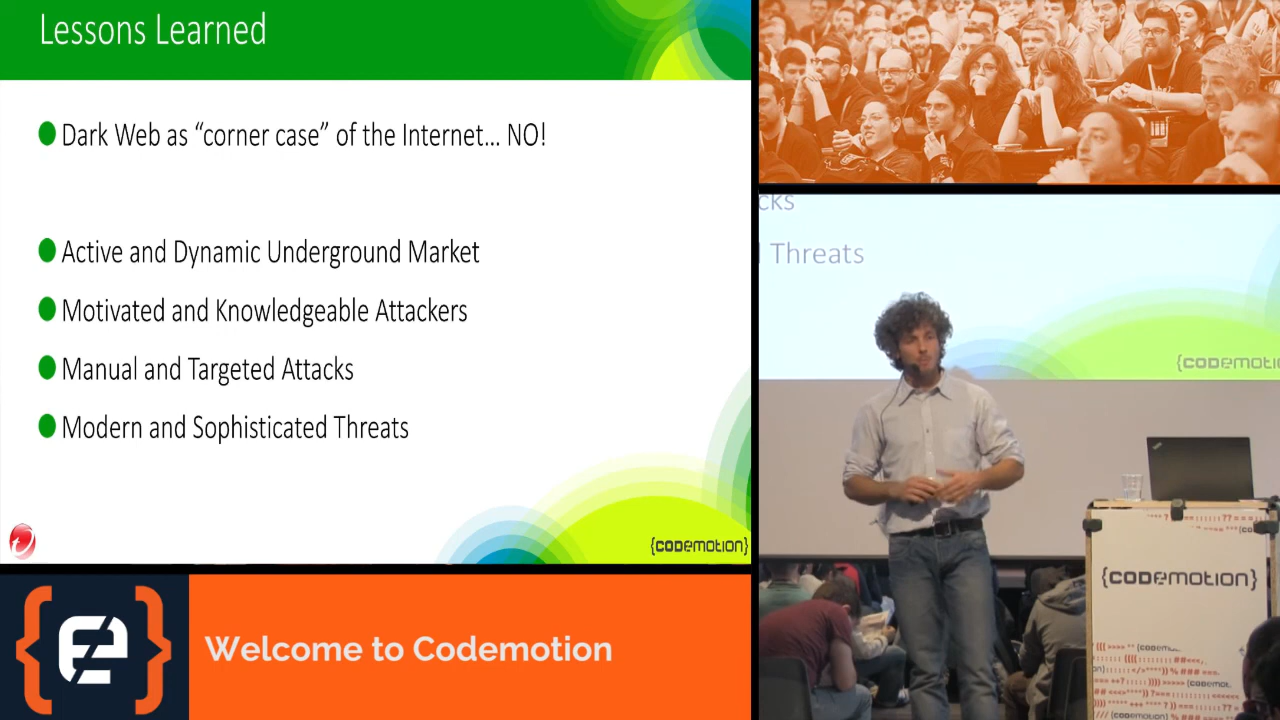 Lessons Learned
Dark Web as “corner case” of the Internet... NO!
Active and Dynamic Underground Market
Motivated and Knowledgeable Attackers
Manual and Targeted Attacks
Modern and Sophisticated Threats
{CODEMOTION}
Welcome to Codemotion
cks
Threats
{CODEMOTI
{CODEMOTION}